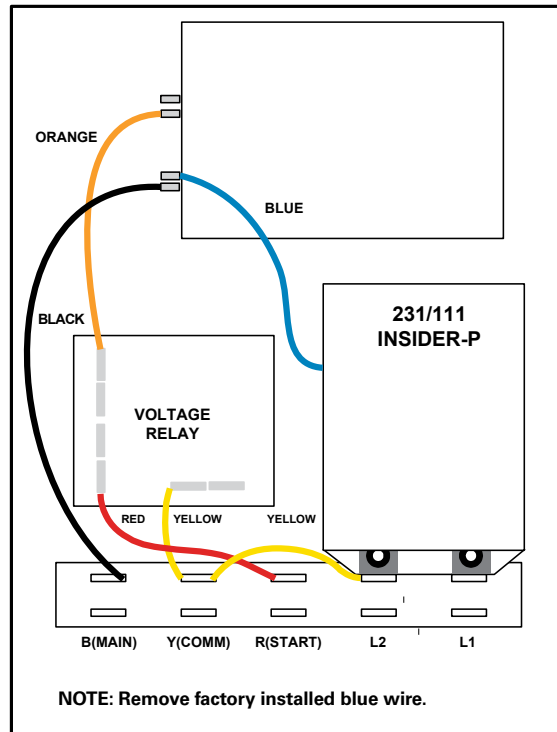 ORANGE
BLUE
BLACK
231/111
INSIDER-P
VOLTAGE
RELAY
RED YELLOW YELLOW
B(MAIN) Y(COMM) R(START) L2 L1
NOTE: Remove factory installed blue wire.